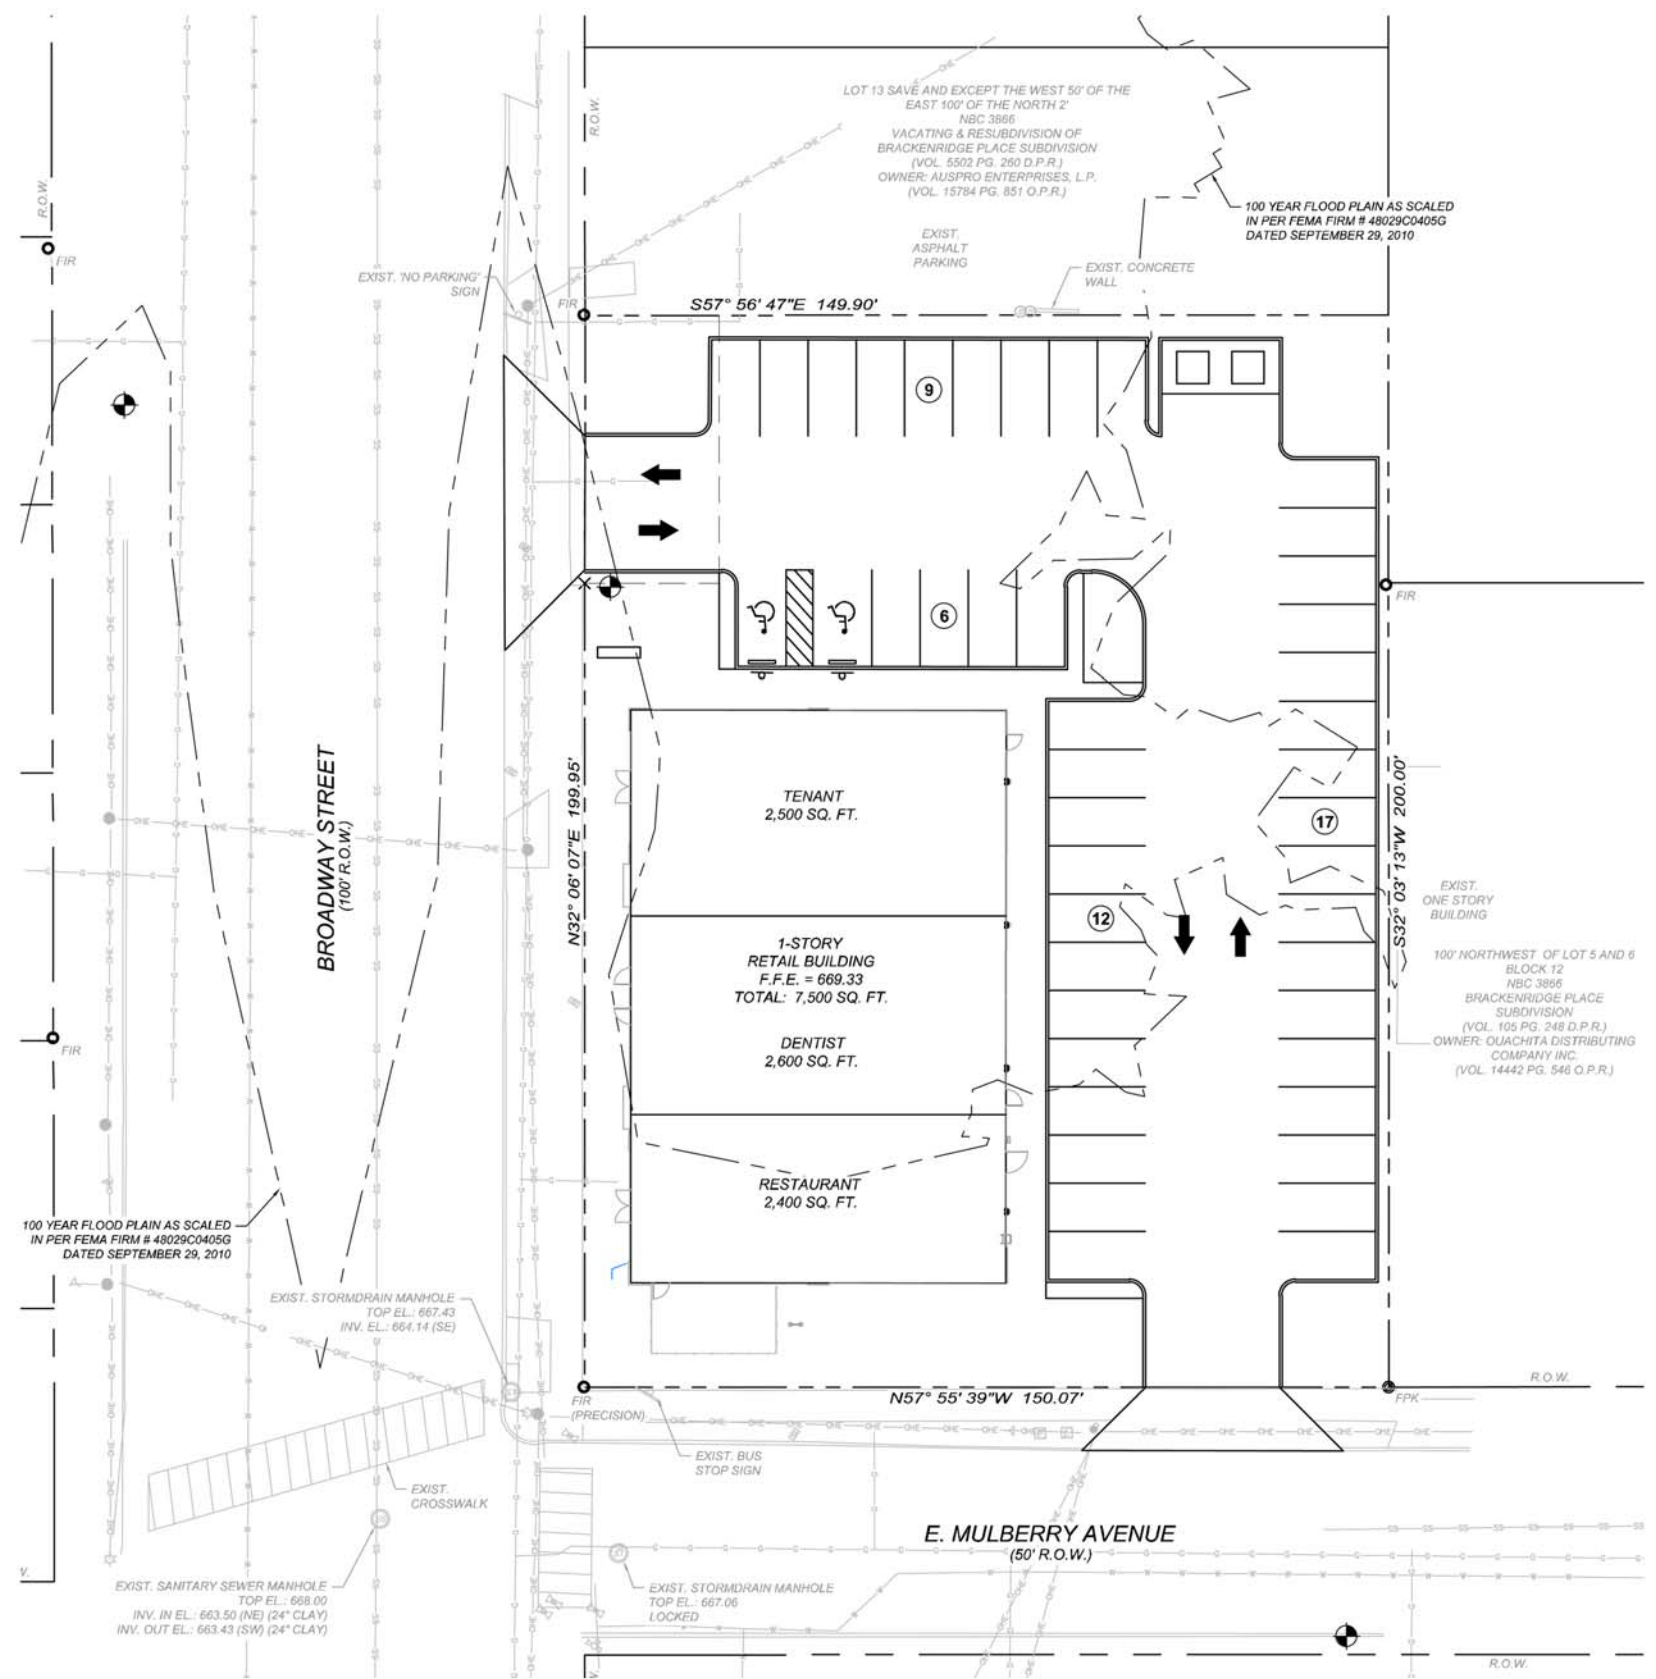 LOT 13 SAVE AND EXCEPT THE WEST 50' OF THE
EAST 100' OF THE NORTH 2'
NBC 3866
VACATING & RESUBDIVISION OF
BRACKENRIDGE PLACE SUBDIVISION
(VOL. 5502 PG. 260 D.P.R.)
OWNER: AUSPRO ENTERPRISES, L.P.
(VOL. 15784 PG. 851 O.P.R.)
R.O.W.
R.O.W.
100 YEAR FLOOD PLAIN AS SCALED
IN PER FEMA FIRM # 48029C0405G
DATED SEPTEMBER 29, 2010
EXIST.
ASPHALT
PARKING
FIR
EXIST. 'NO PARKING'
SIGN
EXIST. CONCRETE
WALL
FIR
S57° 56' 47"E 149.90'
9
6
FIR
BROADWAY STREET
(100' R.O.W.)
N32° 06' 07"E 199.95'
TENANT
2,500 SQ. FT.
17
S32° 03' 13"W 200.00'
12
EXIST.
ONE STORY
BUILDING
1-STORY
RETAIL BUILDING
F.F.E. = 669.33
TOTAL: 7,500 SQ. FT.
DENTIST
2,600 SQ. FT.
100' NORTHWEST OF LOT 5 AND 6
BLOCK 12
NBC 3866
BRACKENRIDGE PLACE
SUBDIVISION
(VOL. 105 PG. 248 D.P.R.)
OWNER: OUACHITA DISTRIBUTING
COMPANY INC.
(VOL. 14442 PG. 546 O.P.R.)
FIR
RESTAURANT
2,400 SQ. FT.
100 YEAR FLOOD PLAIN AS SCALED
IN PER FEMA FIRM # 48029C0405G
DATED SEPTEMBER 29, 2010
EXIST. STORMDRAIN MANHOLE
TOP EL.: 667.43
INV. EL.: 664.14 (SE)
FIR
(PRECISION)
N57° 55' 39"W 150.07'
FPK
R.O.W.
EXIST. BUS
STOP SIGN
EXIST.
CROSSWALK
E. MULBERRY AVENUE
(50' R.O.W.)
EXIST. SANITARY SEWER MANHOLE
TOP EL.: 668.00
INV. IN EL.: 663.50 (NE) (24" CLAY)
INV. OUT EL.: 663.43 (SW) (24" CLAY)
EXIST. STORMDRAIN MANHOLE
TOP EL.: 667.06
LOCKED
R.O.W.